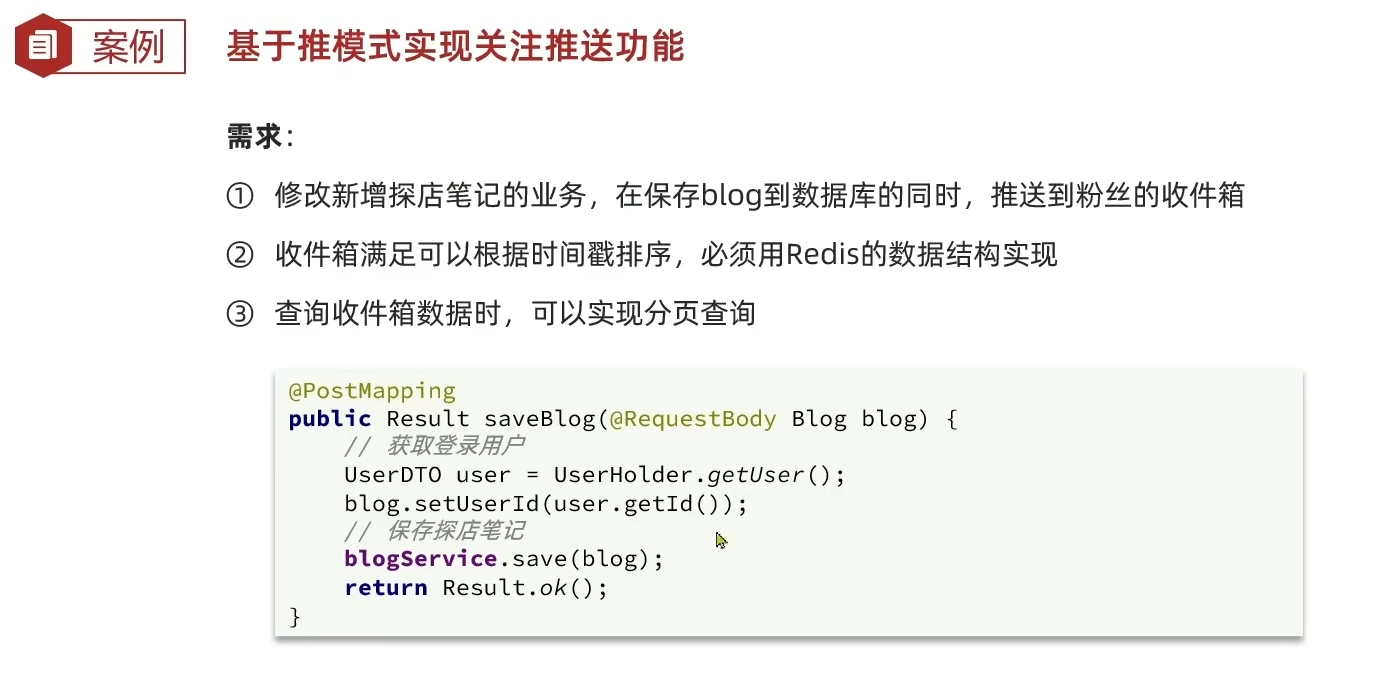 案例
基于推模式实现关注推送功能
需求：
① 修改新增探店笔记的业务，在保存blog到数据库的同时，推送到粉丝的收件箱
② 收件箱满足可以根据时间戳排序，必须用Redis的数据结构实现
③ 查询收件箱数据时，可以实现分页查询
@PostMapping
public Result saveBlog(@RequestBody Blog blog) {
    // 获取登录用户
    UserDTO user = UserHolder.getUser();
    blog.setUserId(user.getId());
    // 保存探店笔记
    blogService.save(blog);
    return Result.ok();
}